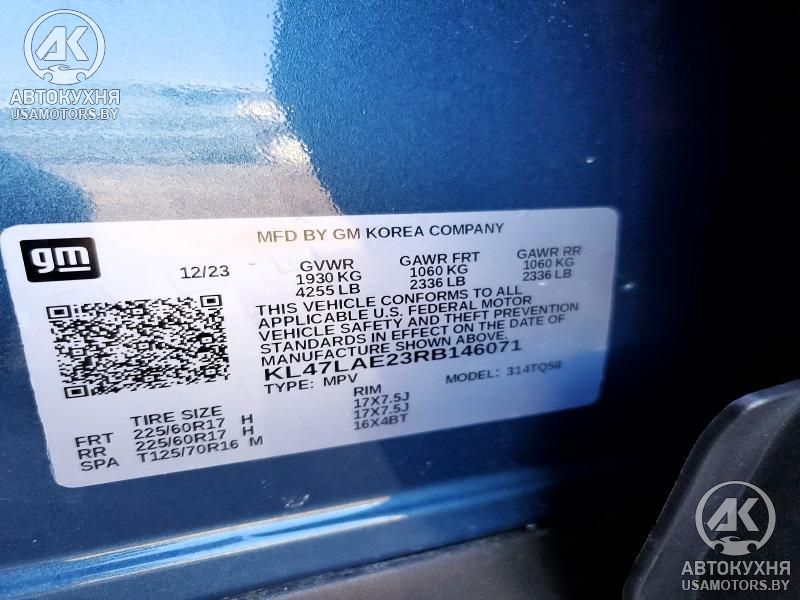 AK
АВТОКУХНЯ
USAMOTORS.BY
gm
MFD BY GM KOREA COMPANY
12/23 GVWR GAWR FRT GAWR RR
1930 KG 1060 KG 1060 KG
4255 LB 2336 LB 2336 LB
THIS VEHICLE CONFORMS TO ALL
APPLICABLE U.S. FEDERAL MOTOR
VEHICLE SAFETY AND THEFT PREVENTION
STANDARDS IN EFFECT ON THE DATE OF
MANUFACTURE SHOWN ABOVE.
KL47LAE23RB146071
TYPE: MPV MODEL: 314TQ58
TIRE SIZE RIM
FRT 225/60R17 H 17X7.5J
RR 225/60R17 H 17X7.5J
SPA T125/70R16 M 16X4BT
AK
АВТОКУХНЯ
USAMOTORS.BY